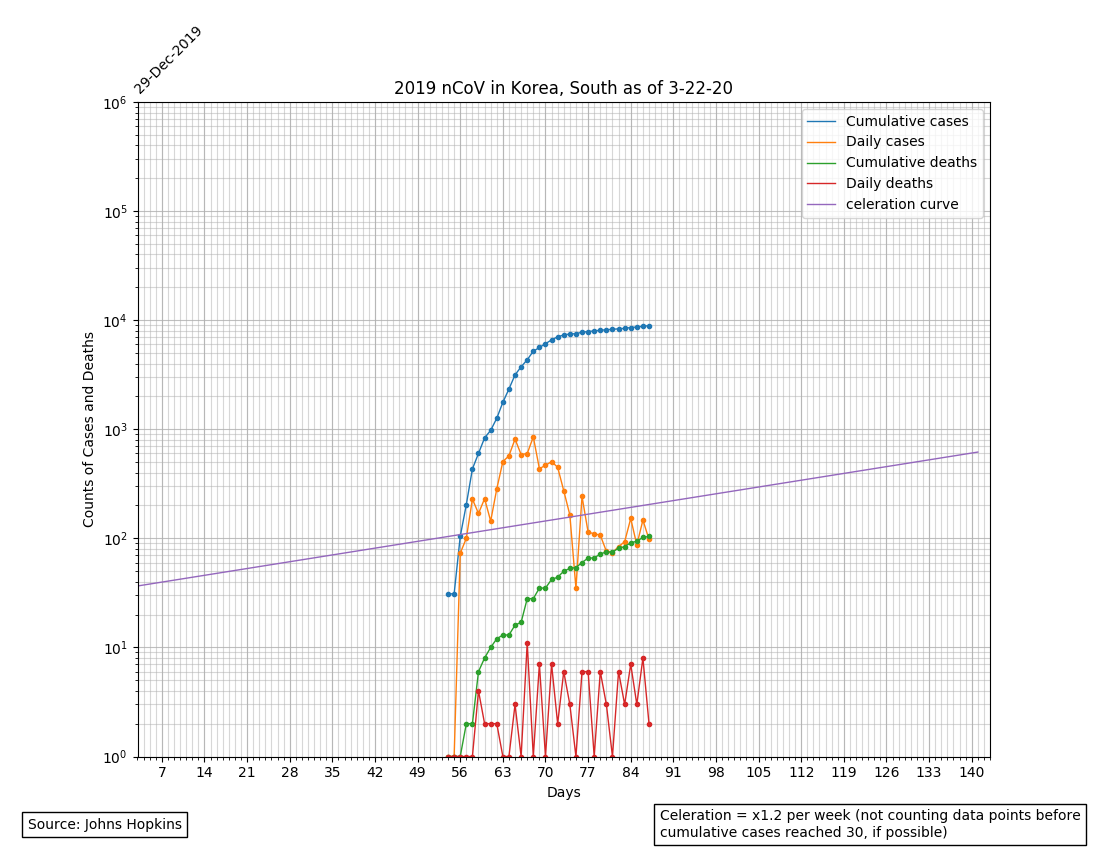 29-Dec-2019
2019 nCoV in Korea, South as of 3-22-20
10^6
10^5
10^4
10^3
10^2
10^1
10^0
Counts of Cases and Deaths
Cumulative cases
Daily cases
Cumulative deaths
Daily deaths
celeration curve
7 14 21 28 35 42 49 56 63 70 77 84 91 98 105 112 119 126 133 140
Days
Source: Johns Hopkins
Celeration = x1.2 per week (not counting data points before
cumulative cases reached 30, if possible)